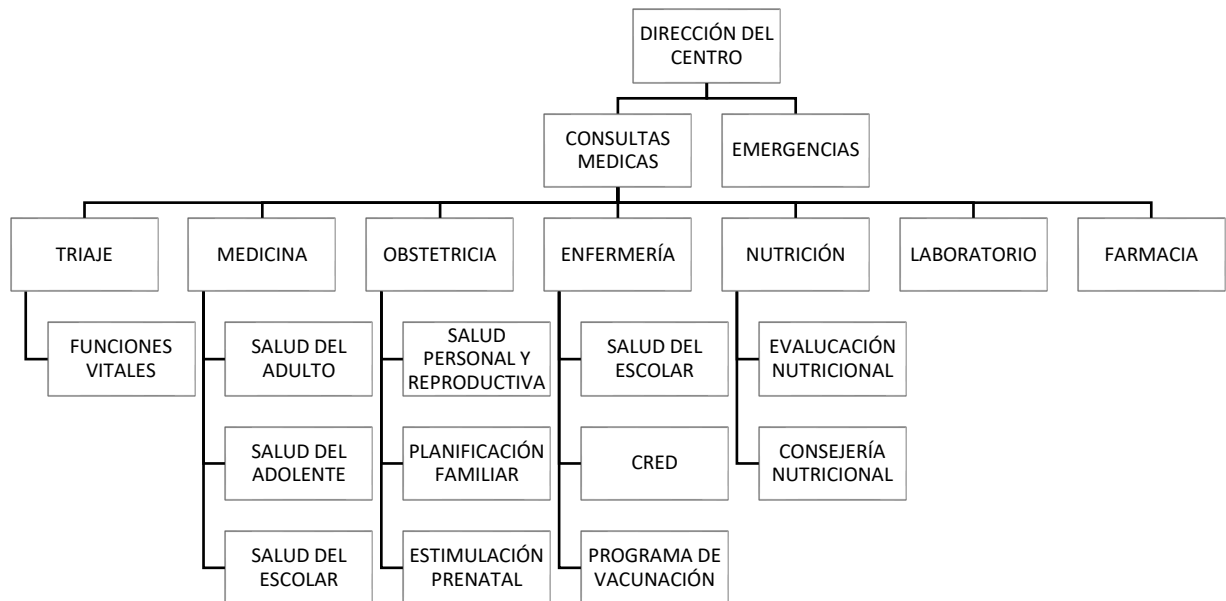 DIRECCIÓN DEL
CENTRO
CONSULTAS
MEDICAS
EMERGENCIAS
TRIAJE
MEDICINA
OBSTETRICIA
ENFERMERÍA
NUTRICIÓN
LABORATORIO
FARMACIA
FUNCIONES
VITALES
SALUD DEL
ADULTO
SALUD
PERSONAL Y
REPRODUCTIVA
SALUD DEL
ESCOLAR
EVALUCACIÓN
NUTRICIONAL
SALUD DEL
ADOLENTE
PLANIFICACIÓN
FAMILIAR
CRED
CONSEJERÍA
NUTRICIONAL
SALUD DEL
ESCOLAR
ESTIMULACIÓN
PRENATAL
PROGRAMA DE
VACUNACIÓN